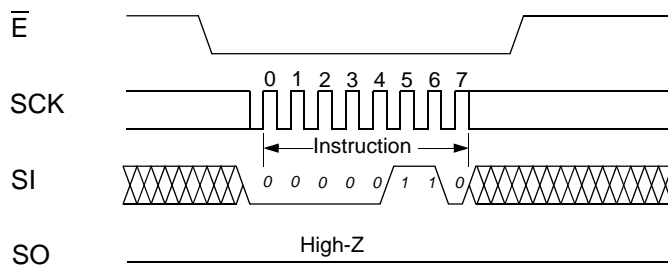 E̅
SCK 0 1 2 3 4 5 6 7
Instruction
SI 0 0 0 0 0 1 1 0
High-Z
SO